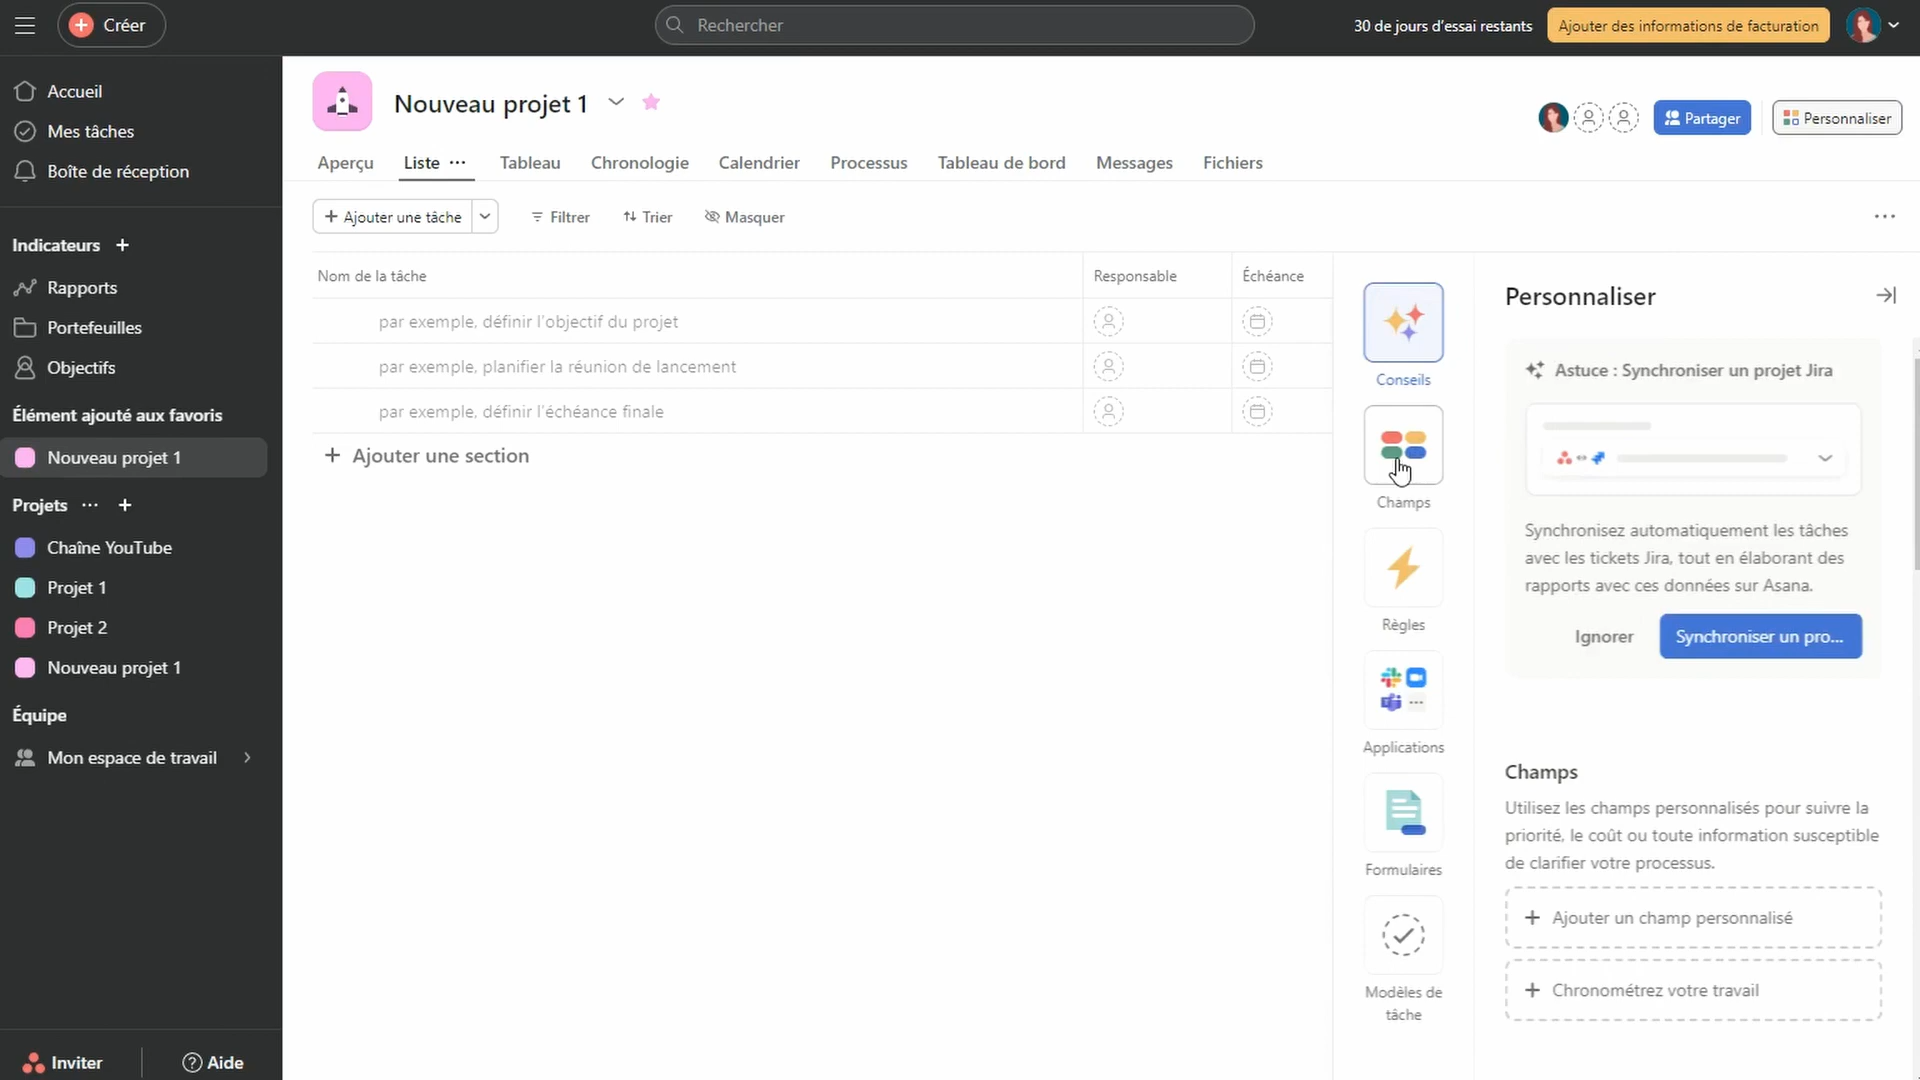 Créer
Rechercher
30 de jours d'essai restants
Ajouter des informations de facturation
Accueil
Mes tâches
Boîte de réception
Indicateurs
Rapports
Portefeuilles
Objectifs
Élément ajouté aux favoris
Nouveau projet 1
Projets
Chaîne YouTube
Projet 1
Projet 2
Nouveau projet 1
Équipe
Mon espace de travail
Inviter
Aide
Nouveau projet 1
Partager
Personnaliser
Aperçu
Liste
Tableau
Chronologie
Calendrier
Processus
Tableau de bord
Messages
Fichiers
+ Ajouter une tâche
Filtrer
Trier
Masquer
Nom de la tâche
Responsable
Échéance
par exemple, définir l'objectif du projet
par exemple, planifier la réunion de lancement
par exemple, définir l'échéance finale
+ Ajouter une section
Conseils
Champs
Règles
Applications
Formulaires
Modèles de
tâche
Personnaliser
Astuce : Synchroniser un projet Jira
Synchronisez automatiquement les tâches
avec les tickets Jira, tout en élaborant des
rapports avec ces données sur Asana.
Ignorer
Synchroniser un pro...
Champs
Utilisez les champs personnalisés pour suivre la
priorité, le coût ou toute information susceptible
de clarifier votre processus.
+ Ajouter un champ personnalisé
+ Chronométrez votre travail